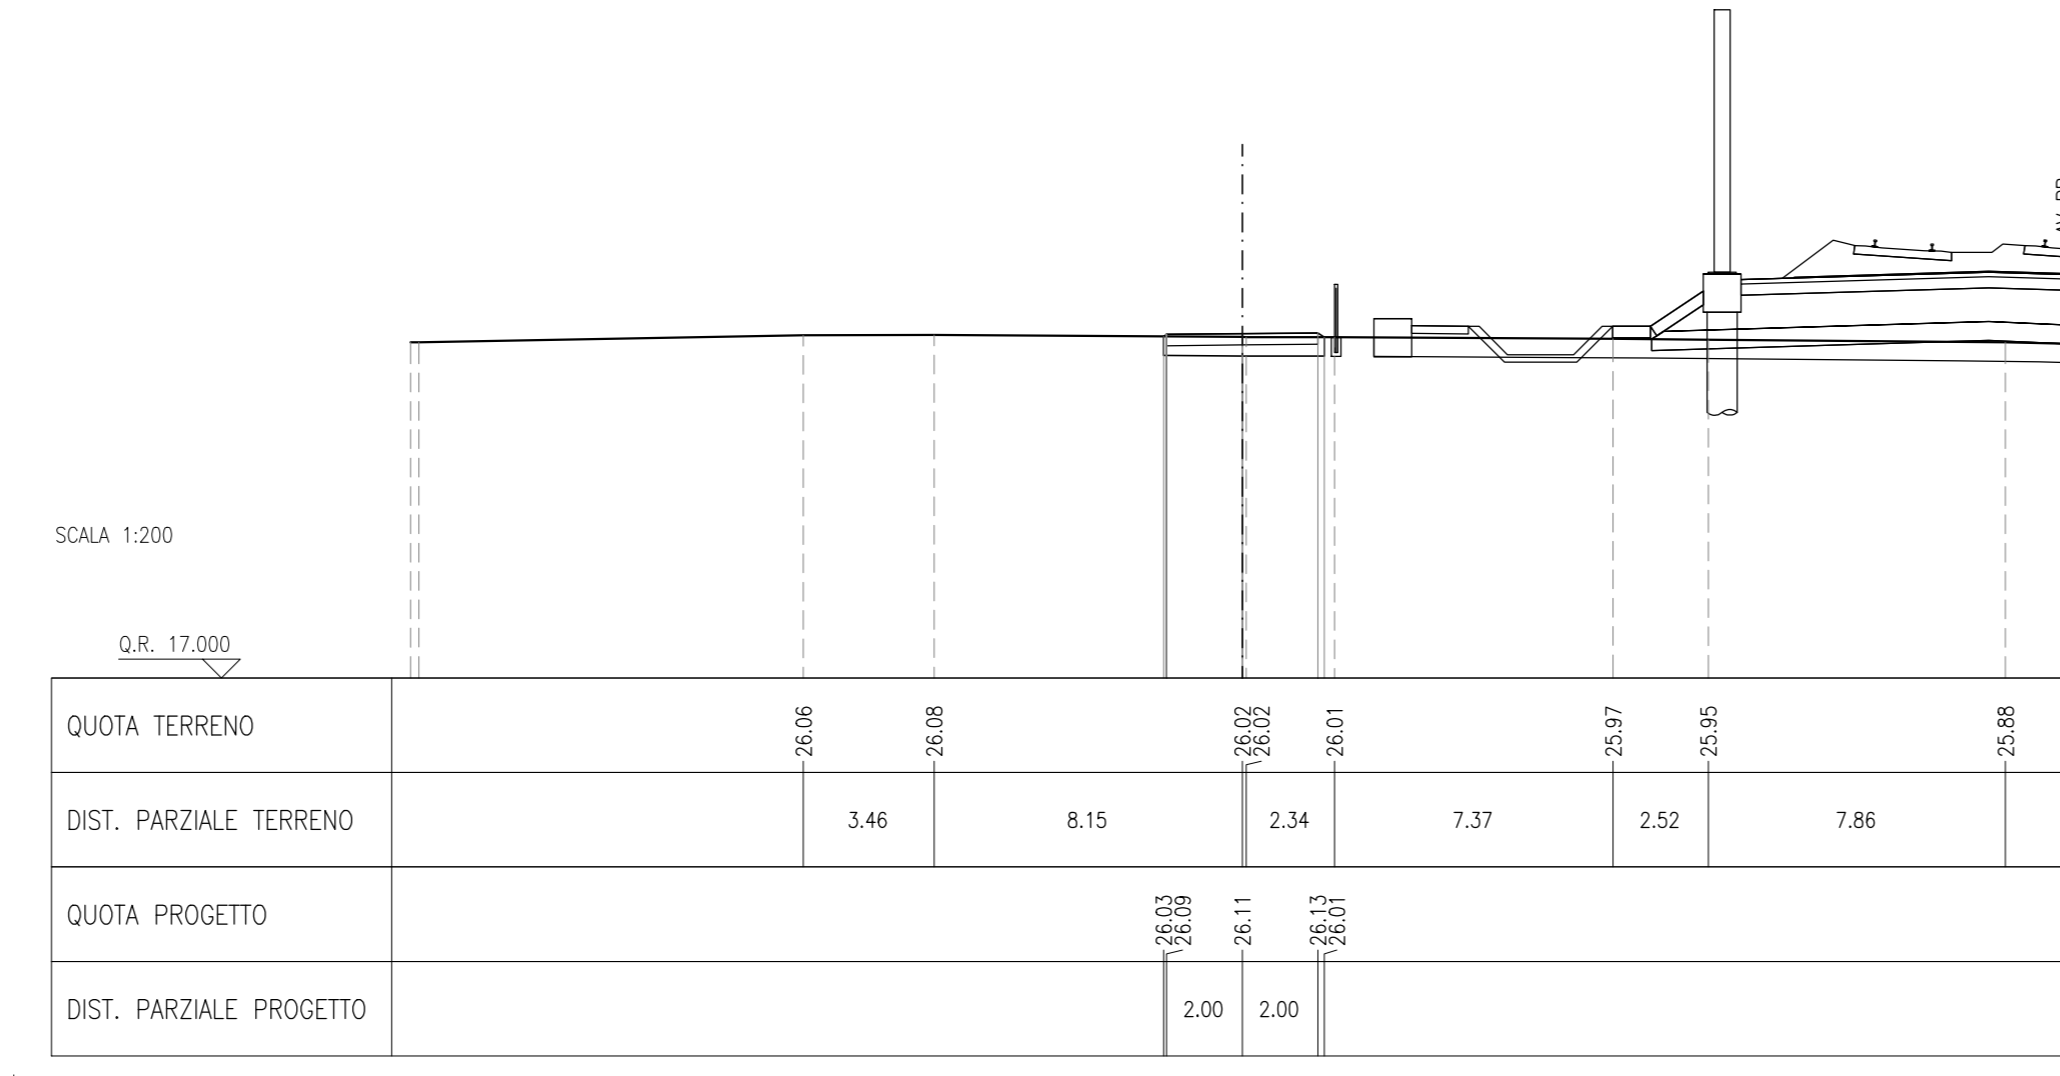 SCALA 1:200
Q.R. 17.000
QUOTA TERRENO 26.06 26.08 26.02 26.02 26.01 25.97 25.95 25.88
DIST. PARZIALE TERRENO 3.46 8.15 2.34 7.37 2.52 7.86
QUOTA PROGETTO 26.03 26.09 26.11 26.13 26.01
DIST. PARZIALE PROGETTO 2.00 2.00